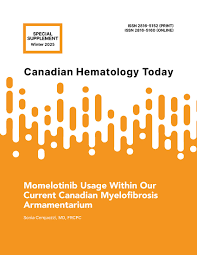 ISSN 2816-5152 (PRINT)
ISSN 2816-5160 (ONLINE)
SPECIAL
SUPPLEMENT
Winter 2025
Canadian Hematology Today
Momelotinib Usage Within Our
Current Canadian Myelofibrosis
Armamentarium
Sonia Cerquozzi, MD, FRCPC